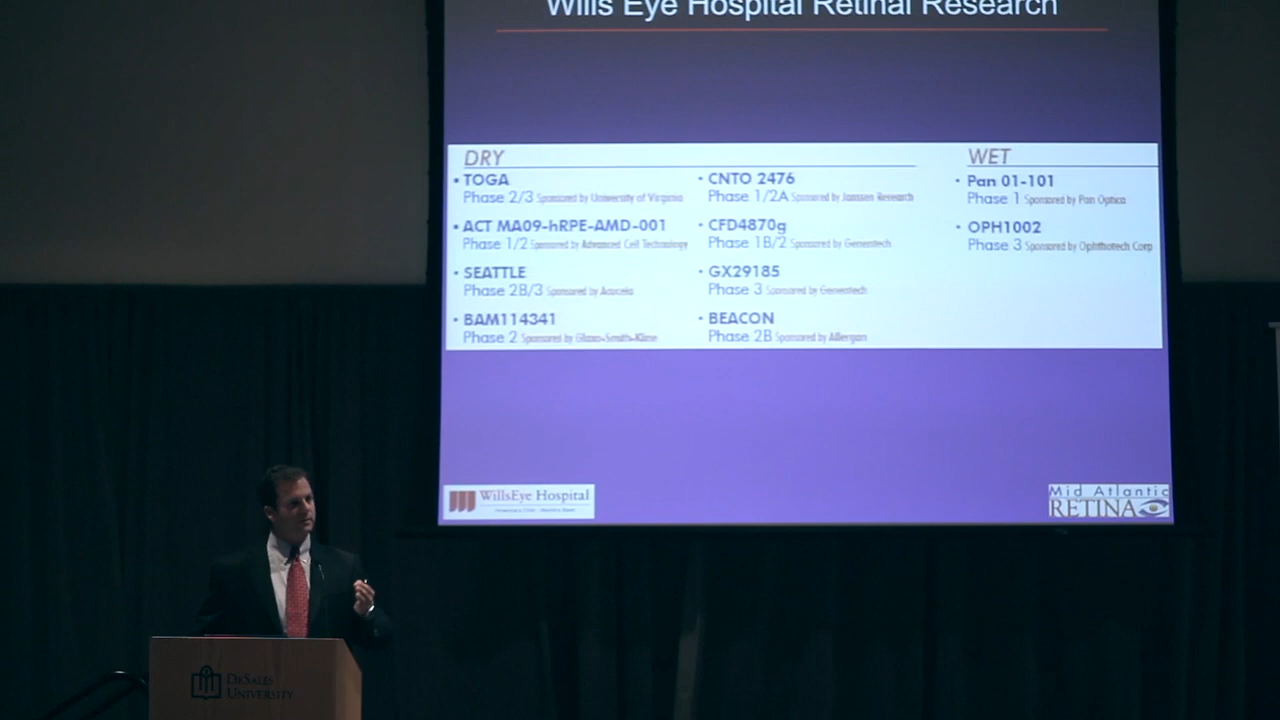 Wills Eye Hospital Retinal Research
DRY
• TOGA
Phase 2/3 Sponsored by University of Virginia
• ACT MA09-hRPE-AMD-001
Phase 1/2 Sponsored by Advanced Cell Technology
• SEATTLE
Phase 2B/3 Sponsored by Acucela
• BAM114341
Phase 2 Sponsored by Glaxo-Smith-Kline
• CNTO 2476
Phase 1/2A Sponsored by Janssen Research
• CFD4870g
Phase 1B/2 Sponsored by Genentech
• GX29185
Phase 3 Sponsored by Genentech
• BEACON
Phase 2B Sponsored by Allergan
WET
• Pan 01-101
Phase 1 Sponsored by Pan Optica
• OPH1002
Phase 3 Sponsored by Ophthotech Corp
WillsEye Hospital
Mid Atlantic
RETINA
DESALES
UNIVERSITY